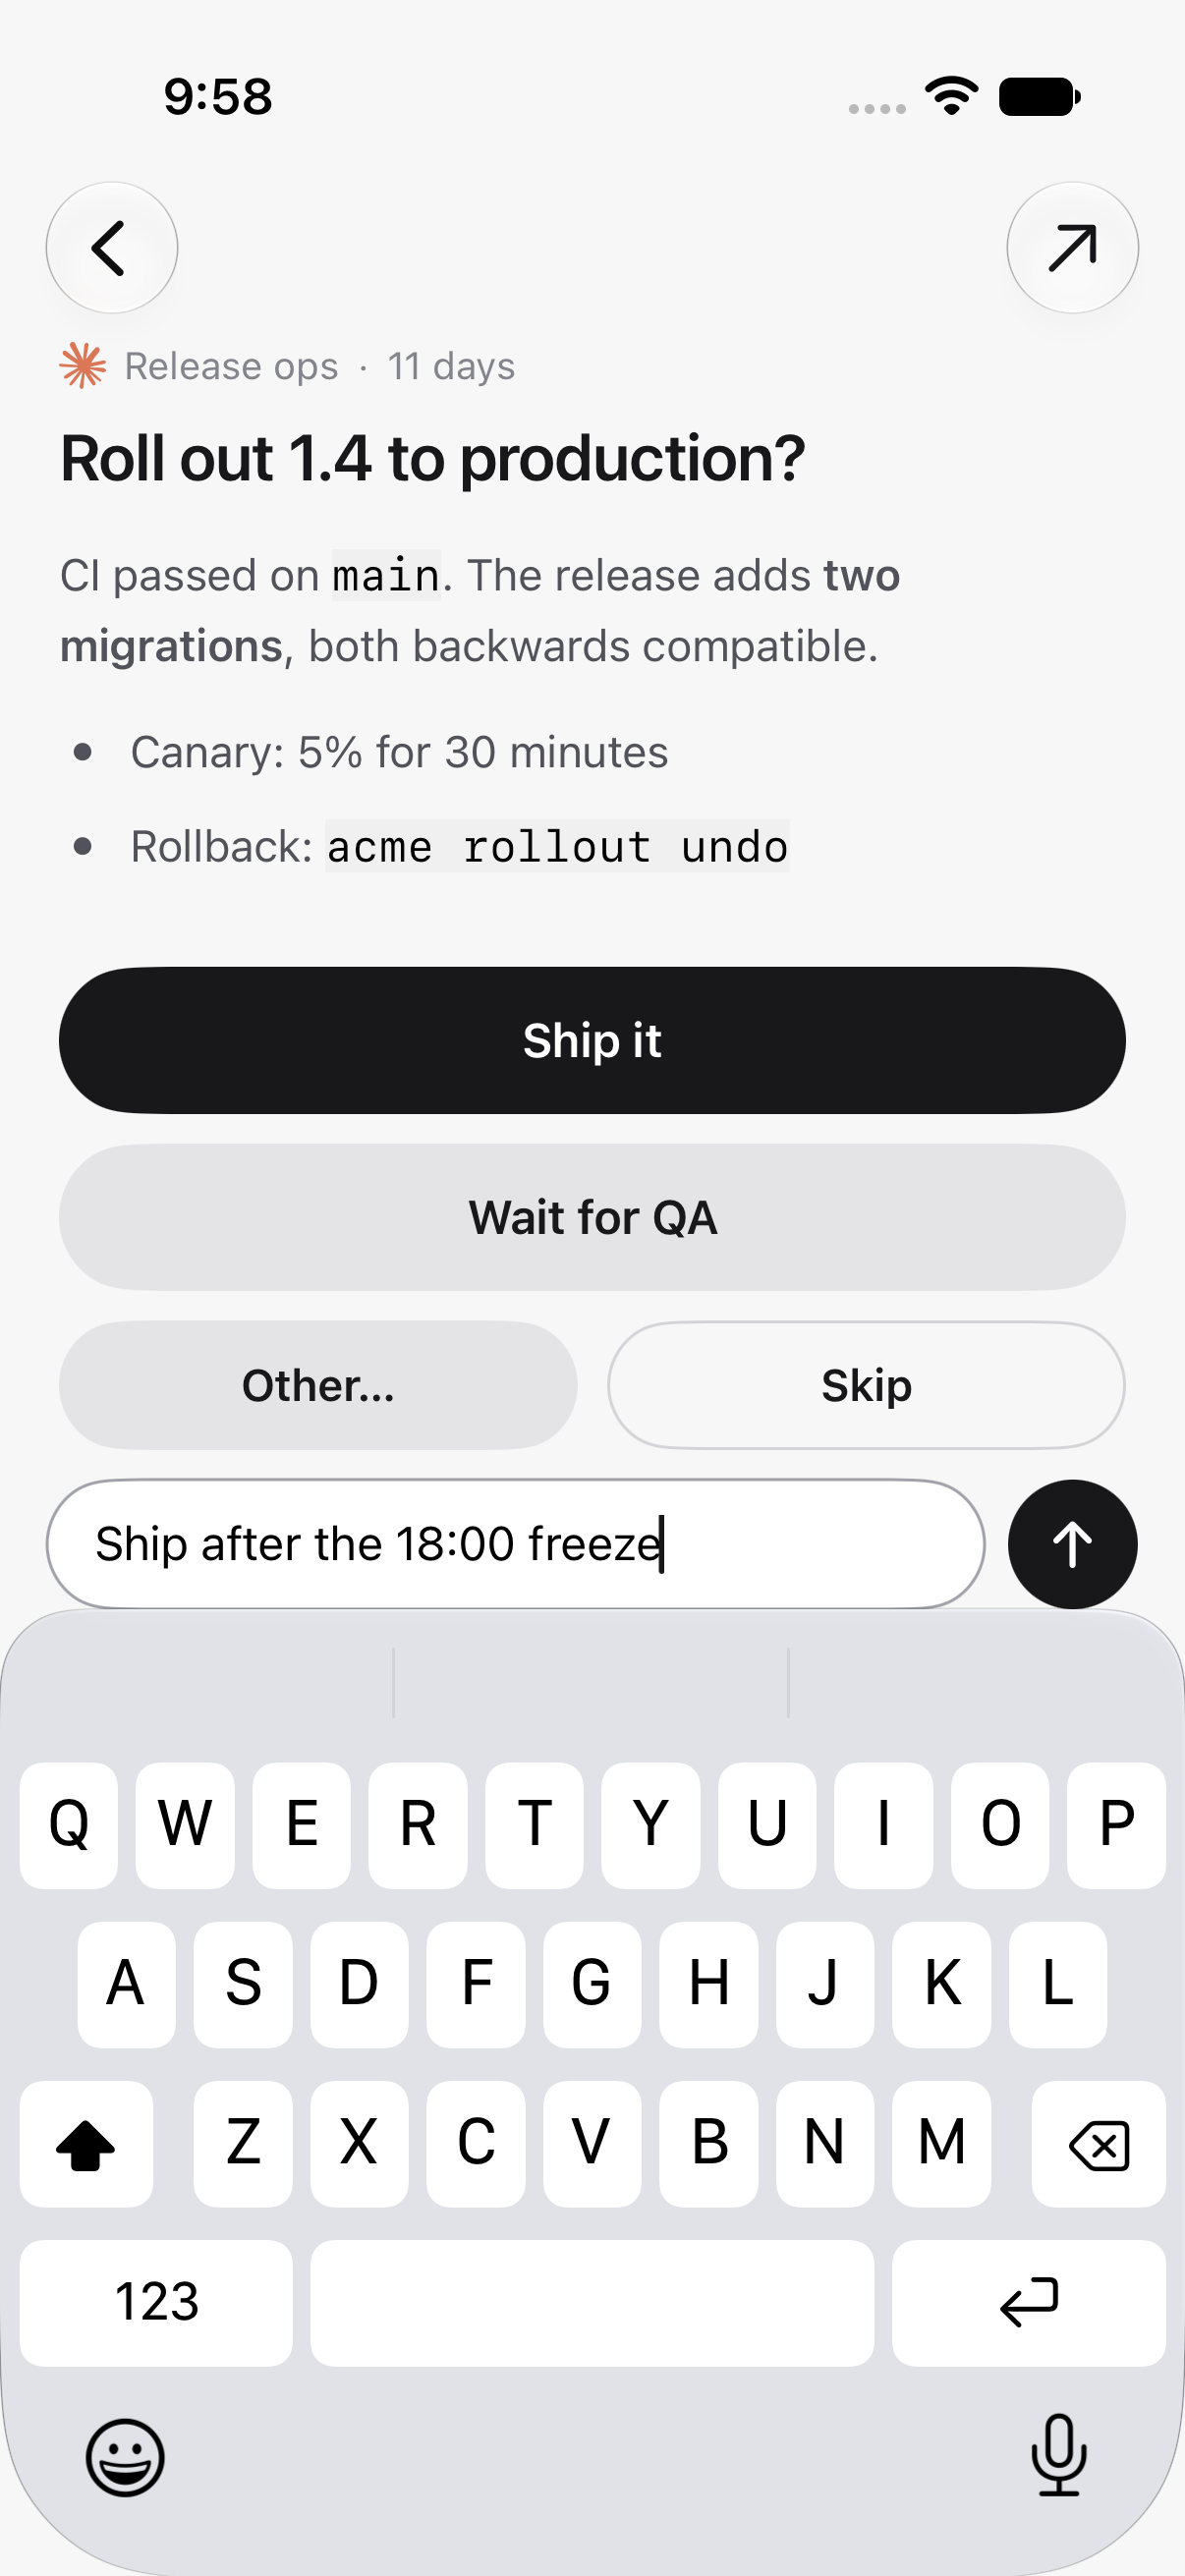 9:58
Release ops · 11 days
Roll out 1.4 to production?
CI passed on main. The release adds two
migrations, both backwards compatible.
• Canary: 5% for 30 minutes
• Rollback: acme rollout undo
Ship it
Wait for QA
Other...
Skip
Ship after the 18:00 freeze
Q W E R T Y U I O P
A S D F G H J K L
Z X C V B N M
123